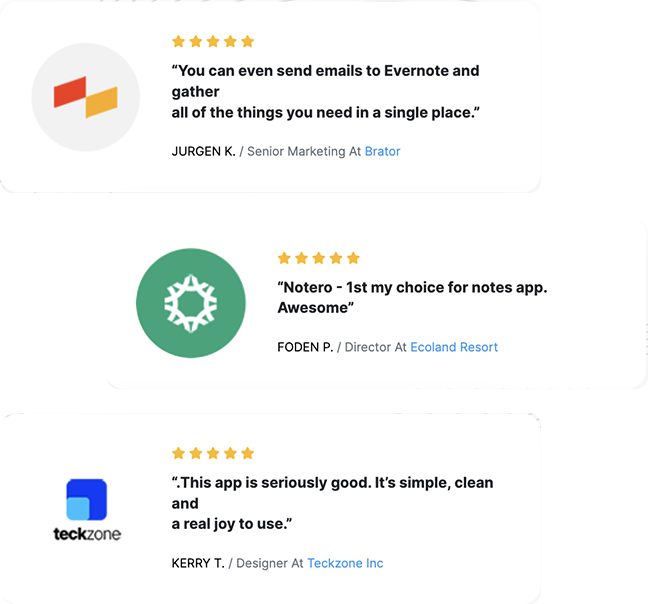 “You can even send emails to Evernote and
gather
all of the things you need in a single place.”
JURGEN K. / Senior Marketing At Brator
“Notero - 1st my choice for notes app.
Awesome”
FODEN P. / Director At Ecoland Resort
“.This app is seriously good. It’s simple, clean
and
a real joy to use.”
teckzone
KERRY T. / Designer At Teckzone Inc